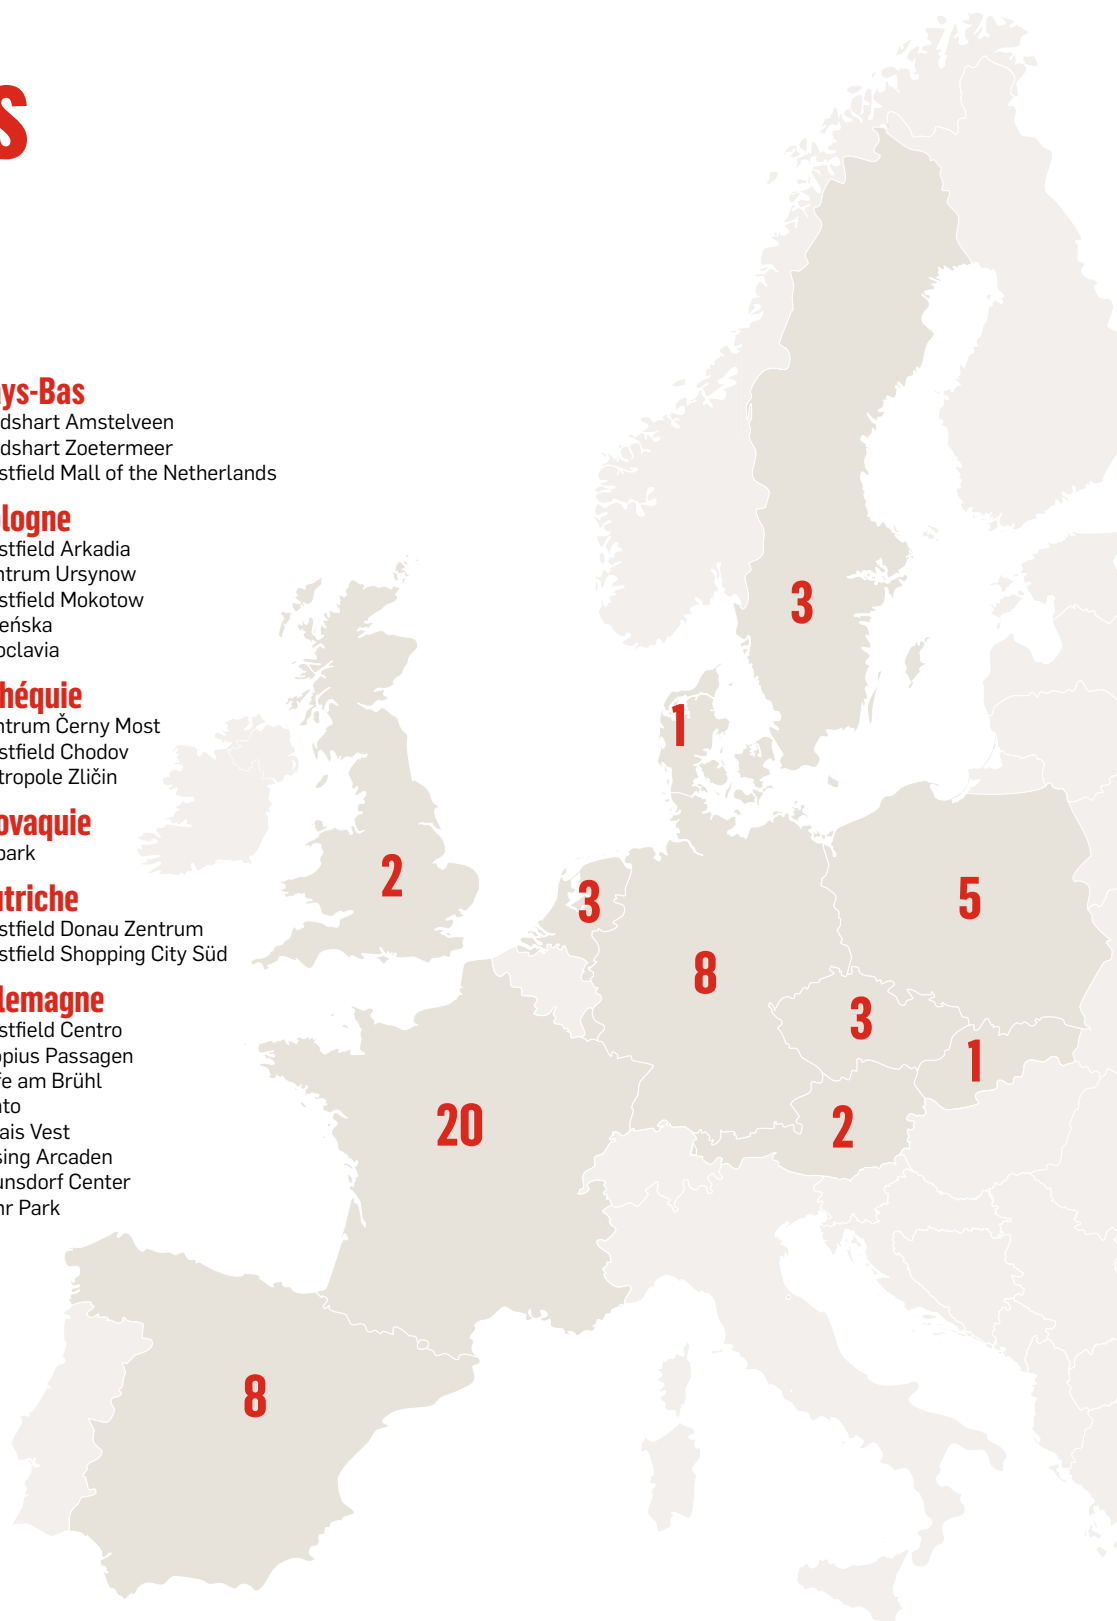 S
ys-Bas
dshart Amstelveen
dshart Zoetermeer
stfield Mall of the Netherlands
logne
stfield Arkadia
ntrum Ursynow
stfield Mokotow
eńska
oclavia
héquie
ntrum Černy Most
stfield Chodov
tropole Zličin
ovaquie
park
utriche
stfield Donau Zentrum
stfield Shopping City Süd
lemagne
stfield Centro
opius Passagen
fe am Brühl
nto
ais Vest
sing Arcaden
unsdorf Center
hr Park
3
1
2
3
5
8
3
1
2
20
8